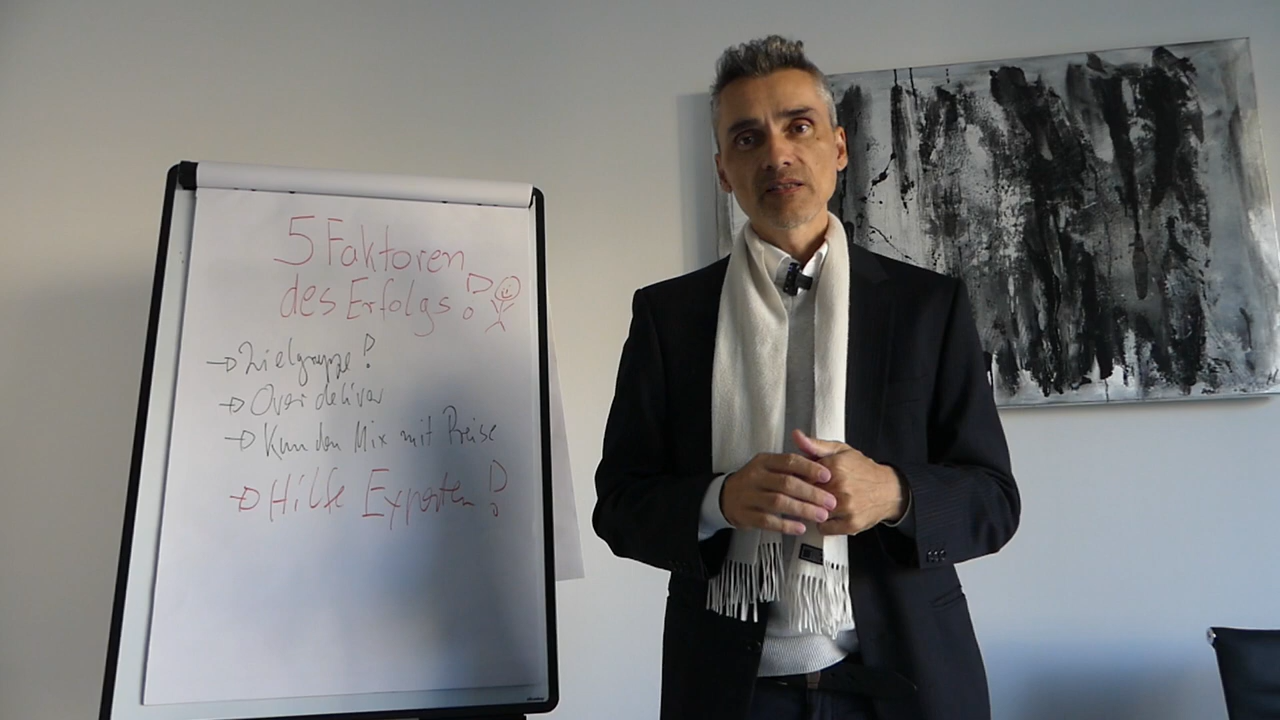 5 Faktoren
des Erfolgs!
→ Zielgruppe!
→ Over deliver
→ Kunden Mix mit Preise
→ Hilfe Experten!